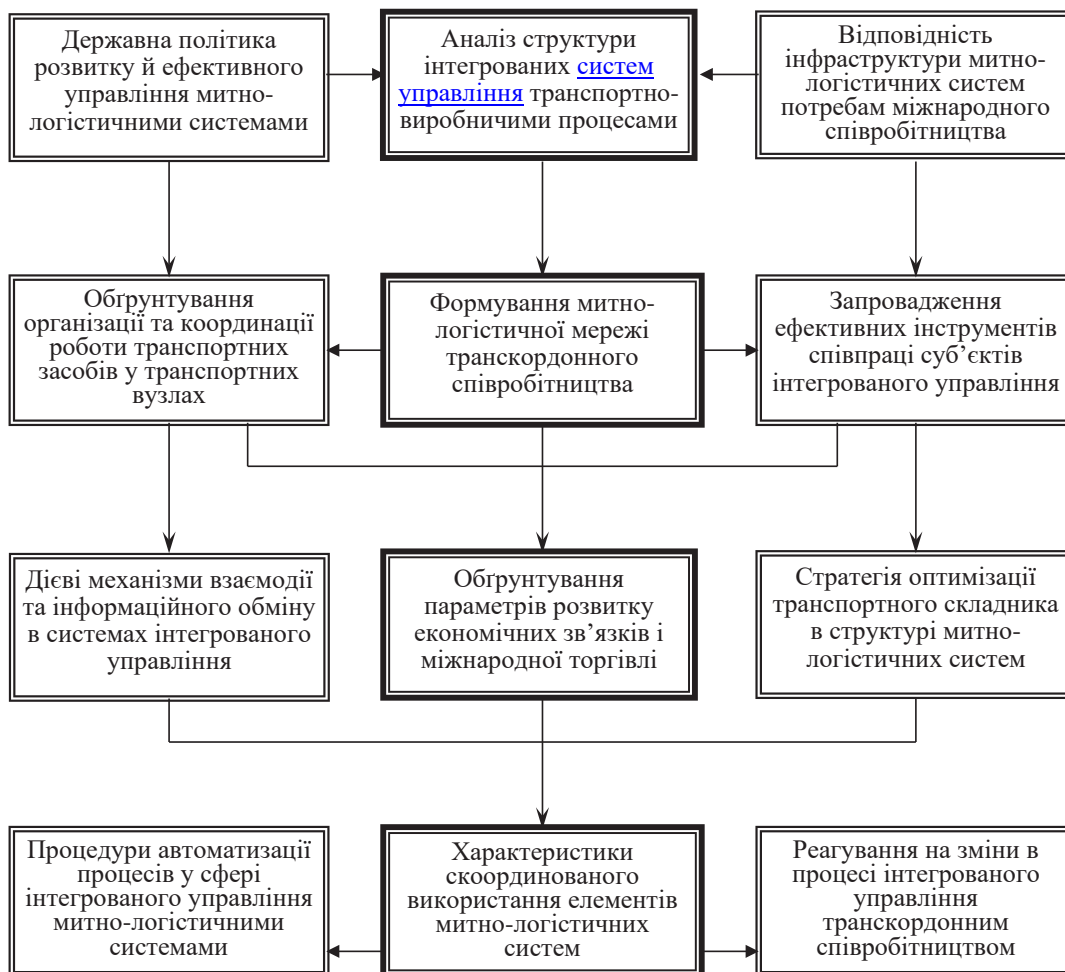 Державна політика
розвитку й ефективного
управління митно-
логістичними системами
Аналіз структури
інтегрованих систем
управління транспортно-
виробничими процесами
Відповідність
інфраструктури митно-
логістичних систем
потребам міжнародного
співробітництва
Обґрунтування
організації та координації
роботи транспортних
засобів у транспортних
вузлах
Формування митно-
логістичної мережі
транскордонного
співробітництва
Запровадження
ефективних інструментів
співпраці суб’єктів
інтегрованого управління
Дієві механізми взаємодії
та інформаційного обміну
в системах інтегрованого
управління
Обґрунтування
параметрів розвитку
економічних зв’язків і
міжнародної торгівлі
Стратегія оптимізації
транспортного складника
в структурі митно-
логістичних систем
Процедури автоматизації
процесів у сфері
інтегрованого управління
митно-логістичними
системами
Характеристики
скоординованого
використання елементів
митно-логістичних
систем
Реагування на зміни в
процесі інтегрованого
управління
транскордонним
співробітництвом